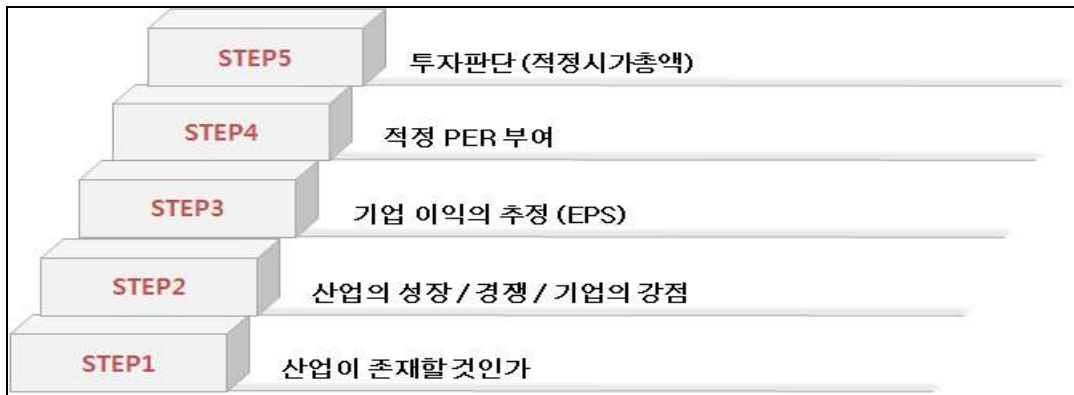 STEP5 투자판단 (적정시가총액)
STEP4 적정 PER 부여
STEP3 기업 이익의 추정 (EPS)
STEP2 산업의 성장 / 경쟁 / 기업의 강점
STEP1 산업이 존재할것인가